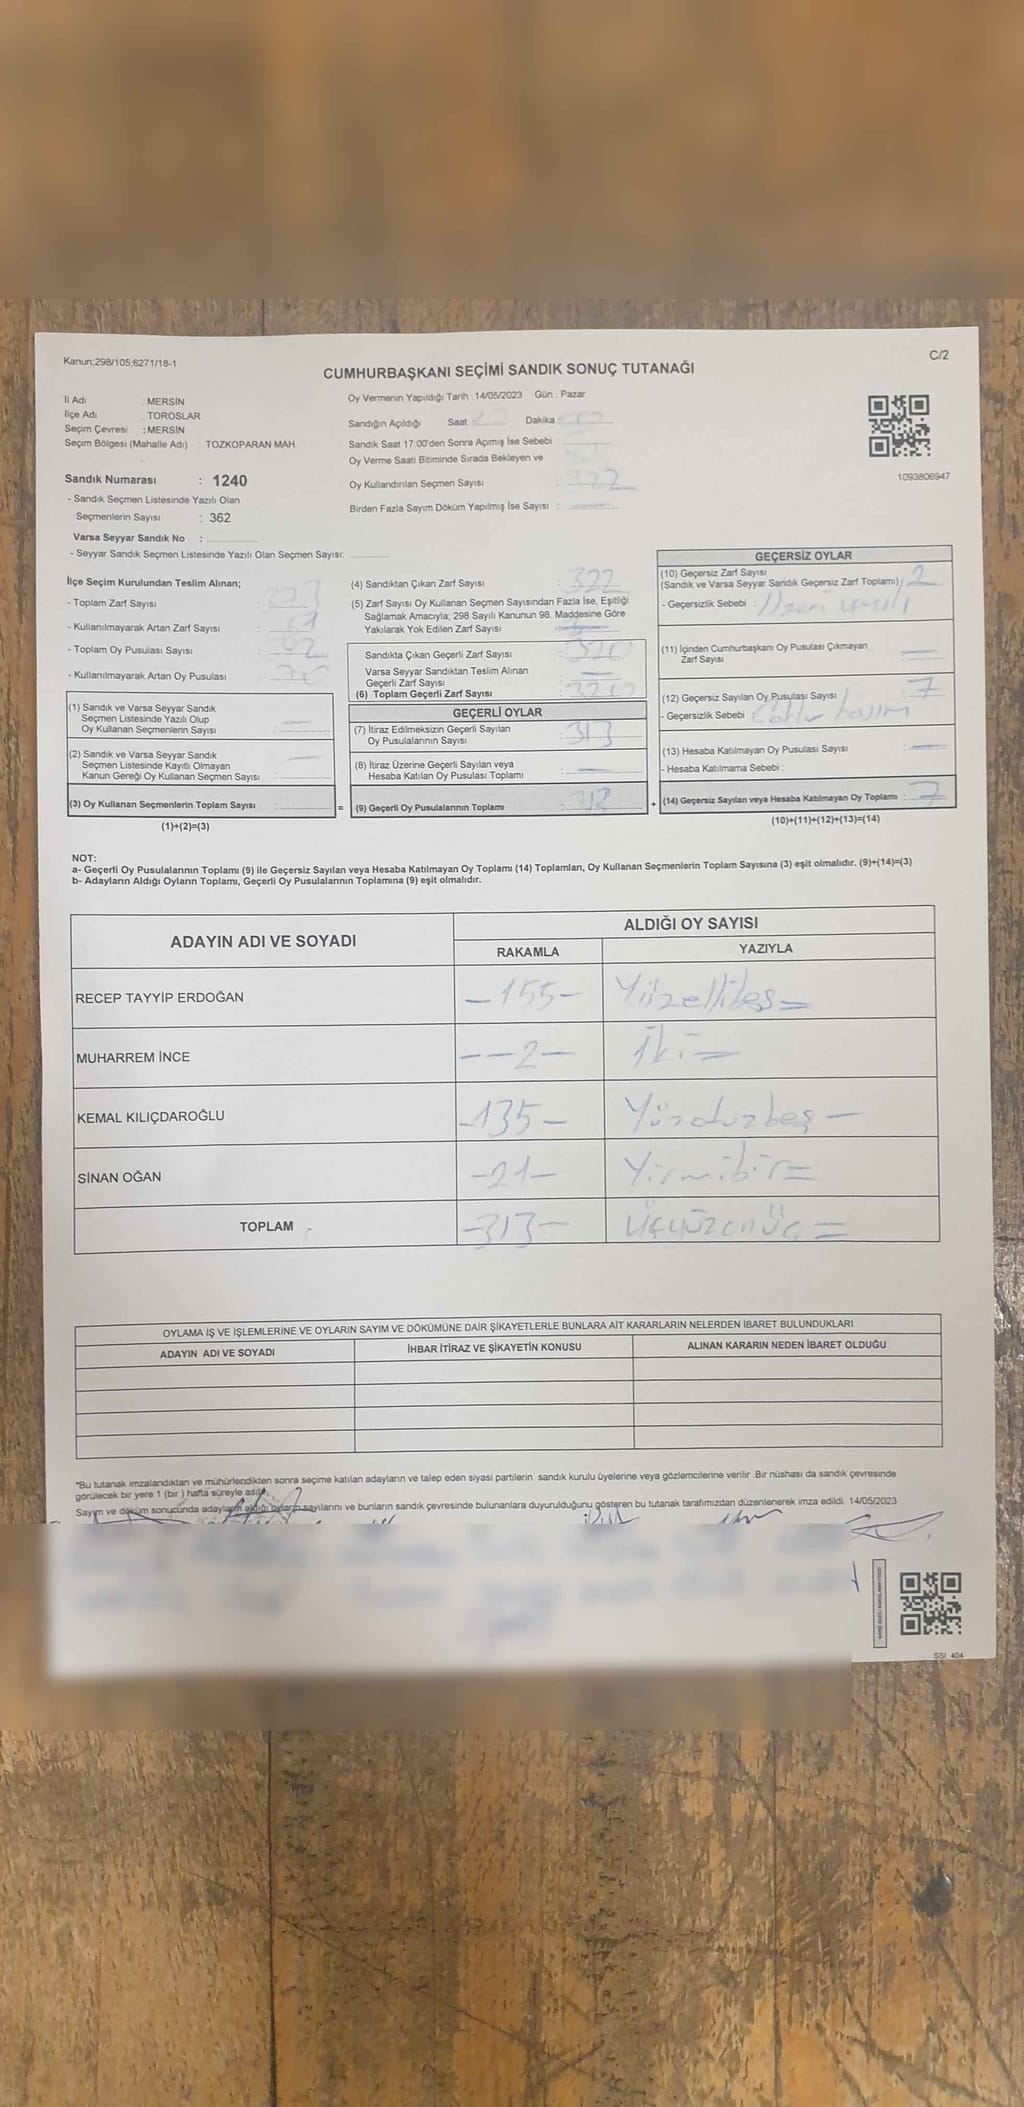 Kanun;298/105;6271/18-1
C/2
CUMHURBAŞKANI SEÇİMİ SANDIK SONUÇ TUTANAĞI
İl Adı : MERSİN
İlçe Adı : TOROSLAR
Seçim Çevresi : MERSİN
Seçim Bölgesi (Mahalle Adı) : TOZKOPARAN MAH.
Sandık Numarası : 1240
- Sandık Seçmen Listesinde Yazılı Olan
Seçmenlerin Sayısı : 362
Varsa Seyyar Sandık No :
- Seyyar Sandık Seçmen Listesinde Yazılı Olan Seçmen Sayısı:
Oy Vermenin Yapıldığı Tarih : 14/05/2023 Gün : Pazar
Sandığın Açıldığı Saat Dakika :
Sandık Saat 17:00'den Sonra Açımış İse Sebebi :
Oy Verme Saati Bitiminde Sırada Bekleyen ve
Oy Kullandırılan Seçmen Sayısı : 322
Birden Fazla Sayım Döküm Yapılmış İse Sayısı :
1093806947
İlçe Seçim Kurulundan Teslim Alınan;
- Toplam Zarf Sayısı :
- Kullanılmayarak Artan Zarf Sayısı :
- Toplam Oy Pusulası Sayısı :
- Kullanılmayarak Artan Oy Pusulası :
(1) Sandık ve Varsa Seyyar Sandık
Seçmen Listesinde Yazılı Olup
Oy Kullanan Seçmenlerin Sayısı :
(2) Sandık ve Varsa Seyyar Sandık
Seçmen Listesinde Kayıtlı Olmayan
Kanun Gereği Oy Kullanan Seçmen Sayısı :
(3) Oy Kullanan Seçmenlerin Toplam Sayısı : =
(1)+(2)=(3)
(4) Sandıktan Çıkan Zarf Sayısı : 322
(5) Zarf Sayısı Oy Kullanan Seçmen Sayısından Fazla İse, Eşitliği
Sağlamak Amacıyla; 298 Sayılı Kanunun 98. Maddesine Göre
Yakılarak Yok Edilen Zarf Sayısı :
Sandıkta Çıkan Geçerli Zarf Sayısı : 320
Varsa Seyyar Sandıktan Teslim Alınan
Geçerli Zarf Sayısı :
(6) Toplam Geçerli Zarf Sayısı : 320
GEÇERLİ OYLAR
(7) İtiraz Edilmeksizin Geçerli Sayılan
Oy Pusulalarının Sayısı : 313
(8) İtiraz Üzerine Geçerli Sayılan veya
Hesaba Katılan Oy Pusulası Toplamı :
(9) Geçerli Oy Pusulalarının Toplamı : +
GEÇERSİZ OYLAR
(10) Geçersiz Zarf Sayısı
(Sandık ve Varsa Seyyar Sandık Geçersiz Zarf Toplamı) : 2
- Geçersizlik Sebebi : Üzeri yazılı
(11) İçinden Cumhurbaşkanı Oy Pusulası Çıkmayan
Zarf Sayısı
(12) Geçersiz Sayılan Oy Pusulası Sayısı 7
- Geçersizlik Sebebi
(13) Hesaba Katılmayan Oy Pusulası Sayısı :
- Hesaba Katılmama Sebebi :
(14) Geçersiz Sayılan veya Hesaba Katılmayan Oy Toplamı : 7
(10)+(11)+(12)+(13)=(14)
NOT:
a- Geçerli Oy Pusulalarının Toplamı (9) ile Geçersiz Sayılan veya Hesaba Katılmayan Oy Toplamı (14) Toplamları, Oy Kullanan Seçmenlerin Toplam Sayısına (3) eşit olmalıdır. (9)+(14)=(3)
b- Adayların Aldığı Oyların Toplamı, Geçerli Oy Pusulalarının Toplamına (9) eşit olmalıdır.
ADAYIN ADI VE SOYADI ALDIĞI OY SAYISI
RAKAMLA YAZIYLA
RECEP TAYYİP ERDOĞAN -155- Yüzellibeş=
MUHARREM İNCE --2- İki=
KEMAL KILIÇDAROĞLU -135- Yüzotuzbeş-
SİNAN OĞAN -21- Yirmibir=
TOPLAM -313- Üçyüzonüç=
OYLAMA İŞ VE İŞLEMLERİNE VE OYLARIN SAYIM VE DÖKÜMÜNE DAİR ŞİKAYETLERLE BUNLARA AİT KARARLARIN NELERDEN İBARET BULUNDUKLARI
ADAYIN ADI VE SOYADI İHBAR İTİRAZ VE ŞİKAYETİN KONUSU ALINAN KARARIN NEDEN İBARET OLDUĞU
*Bu tutanak imzalandıktan ve mühürlendikten sonra seçime katılan adayların ve talep eden siyasi partilerin sandık kurulu üyelerine veya gözlemcilerine verilir. Bir nüshası da sandık çevresinde
görülecek bir yere 1 (bir) hafta süreyle asılır.
Sayım ve döküm sonucunda adayların aldığı oyların sayılarını ve bunların sandık çevresinde bulunanlara duyurulduğunu gösteren bu tutanak tarafımızdan düzenlenerek imza edildi. 14/05/2023
SSI 404